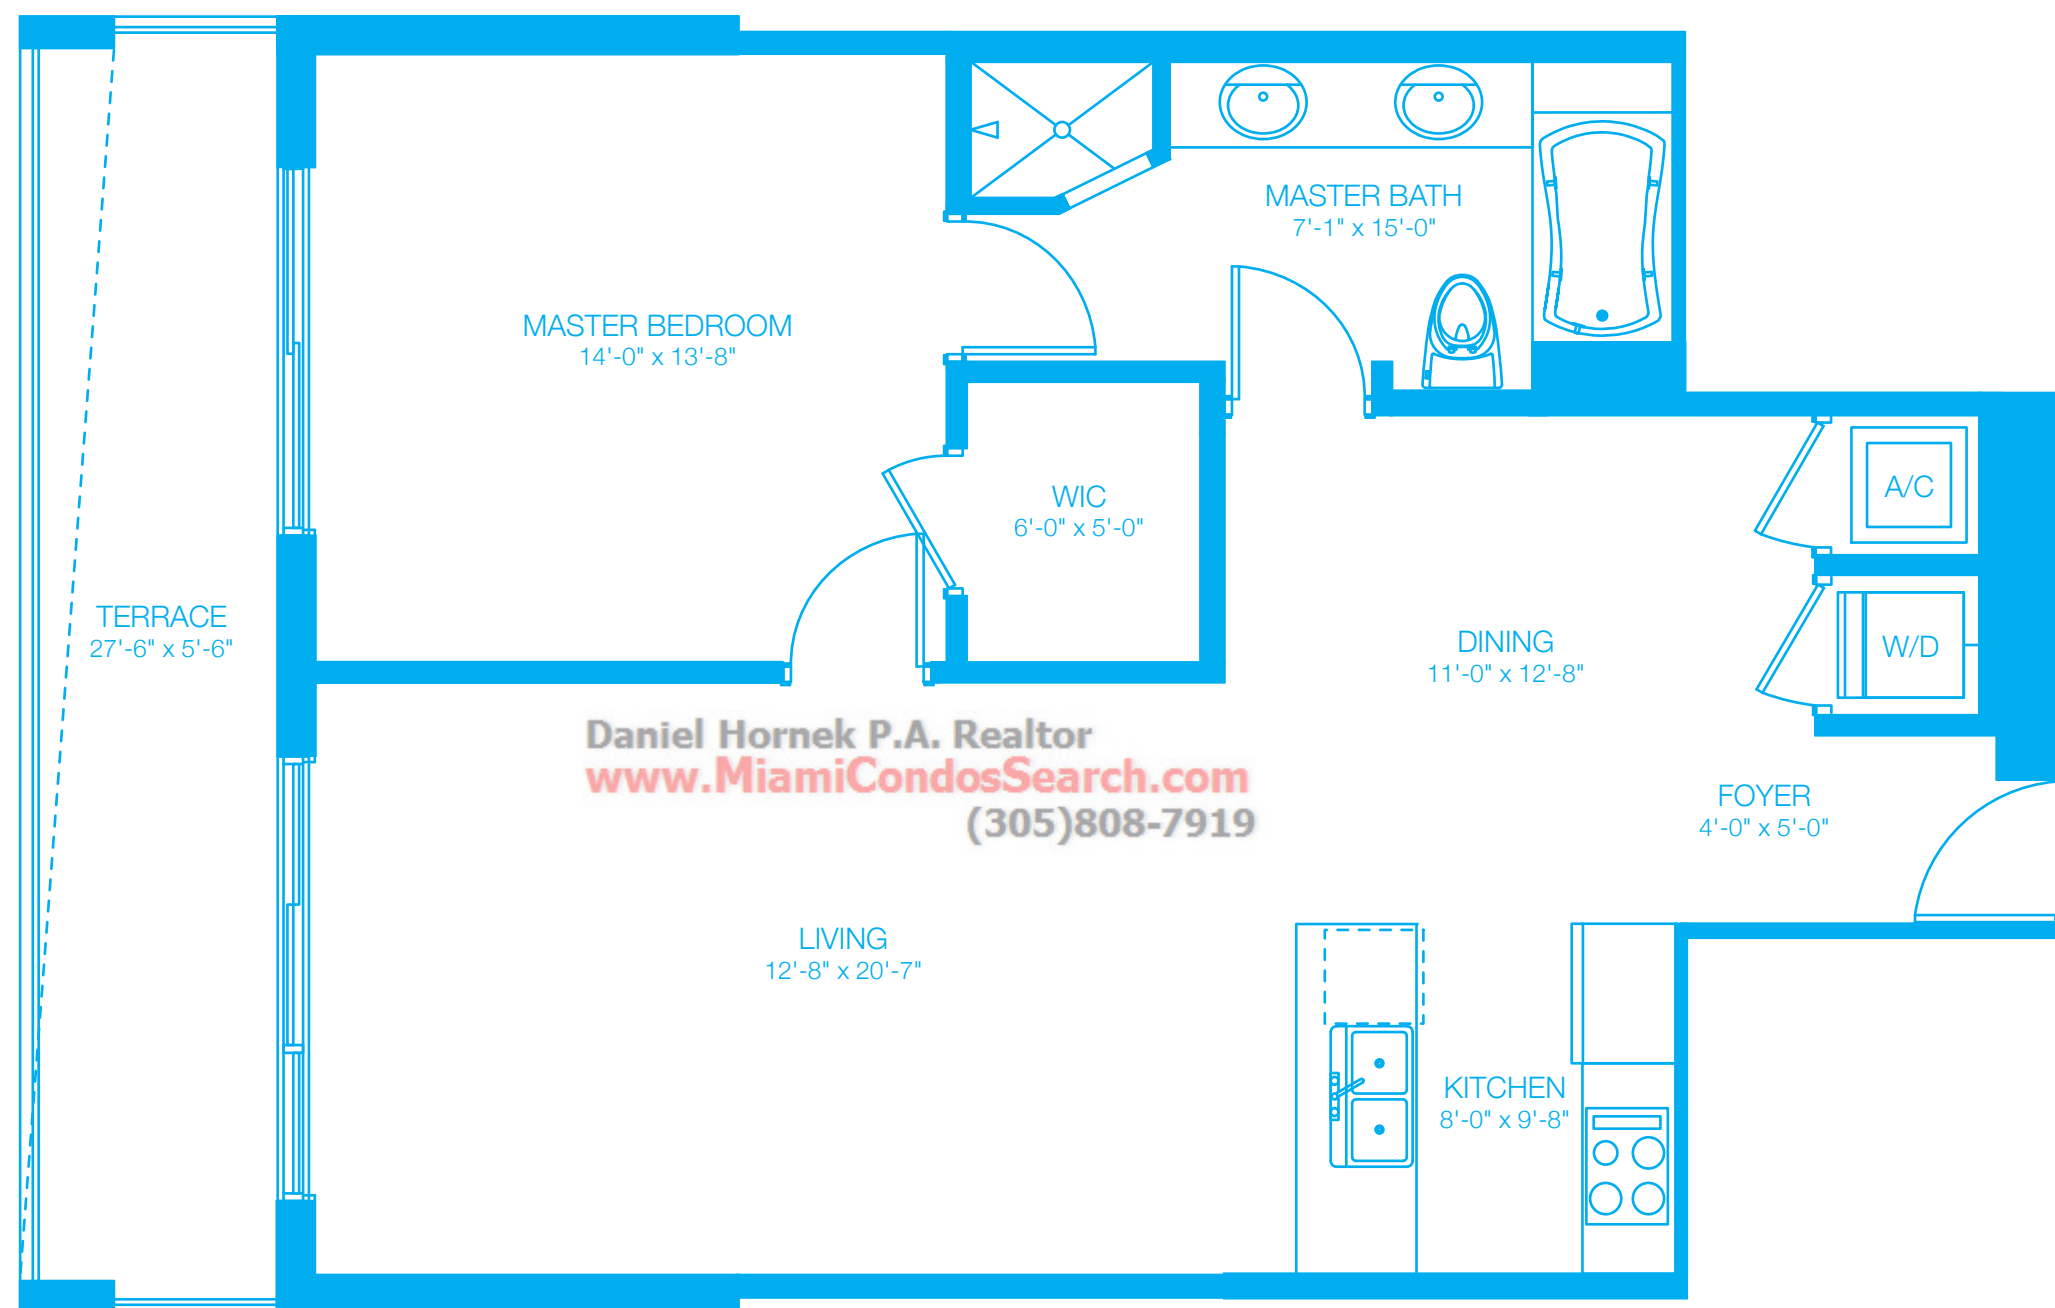 MASTER BATH
7'-1" x 15'-0"
MASTER BEDROOM
14'-0" x 13'-8"
WIC
6'-0" x 5'-0"
A/C
TERRACE
27'-6" x 5'-6"
DINING
11'-0" x 12'-8"
W/D
Daniel Hornek P.A. Realtor
www.MiamiCondosSearch.com
(305)808-7919
FOYER
4'-0" x 5'-0"
LIVING
12'-8" x 20'-7"
KITCHEN
8'-0" x 9'-8"